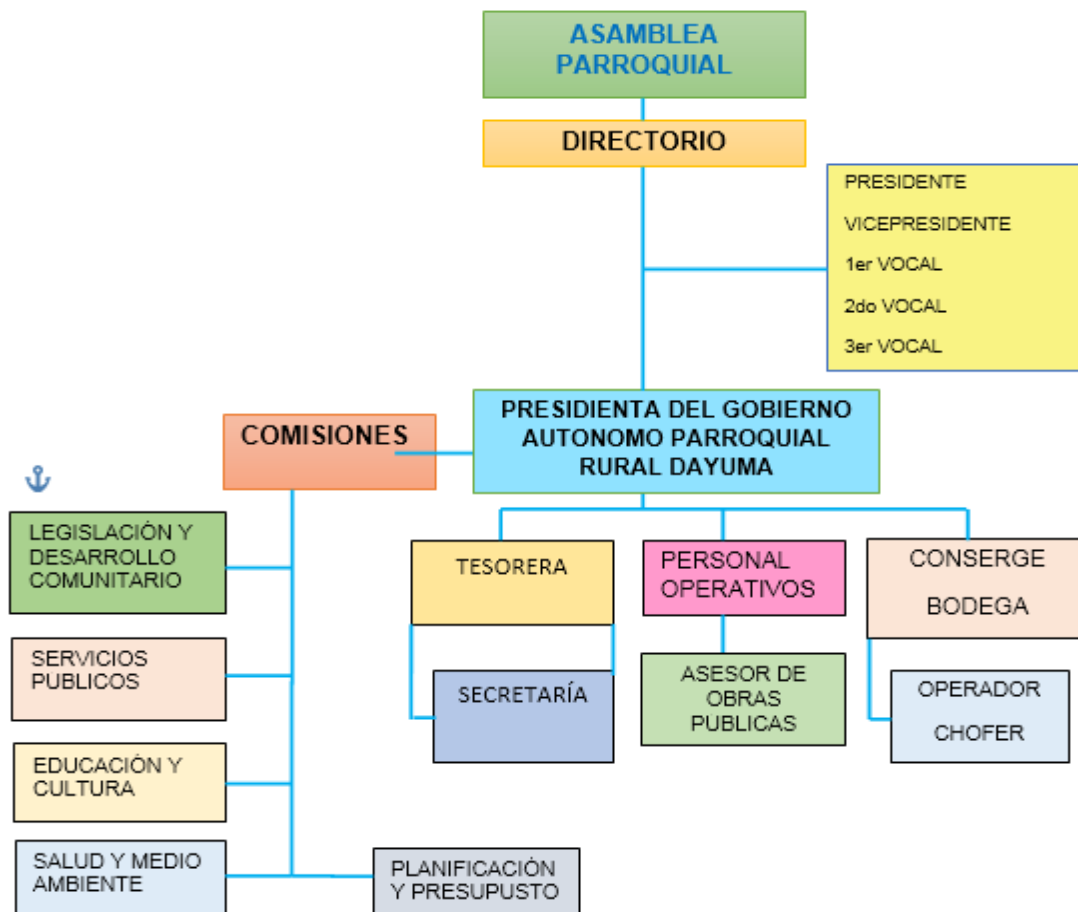 ASAMBLEA
PARROQUIAL
DIRECTORIO
PRESIDENTE
VICEPRESIDENTE
1er VOCAL
2do VOCAL
3er VOCAL
PRESIDIENTA DEL GOBIERNO
AUTONOMO PARROQUIAL
RURAL DAYUMA
COMISIONES
LEGISLACIÓN Y
DESARROLLO
COMUNITARIO
SERVICIOS
PUBLICOS
EDUCACIÓN Y
CULTURA
SALUD Y MEDIO
AMBIENTE
PLANIFICACIÓN
Y PRESUPUSTO
TESORERA
SECRETARÍA
PERSONAL
OPERATIVOS
ASESOR DE
OBRAS
PUBLICAS
CONSERGE
BODEGA
OPERADOR
CHOFER